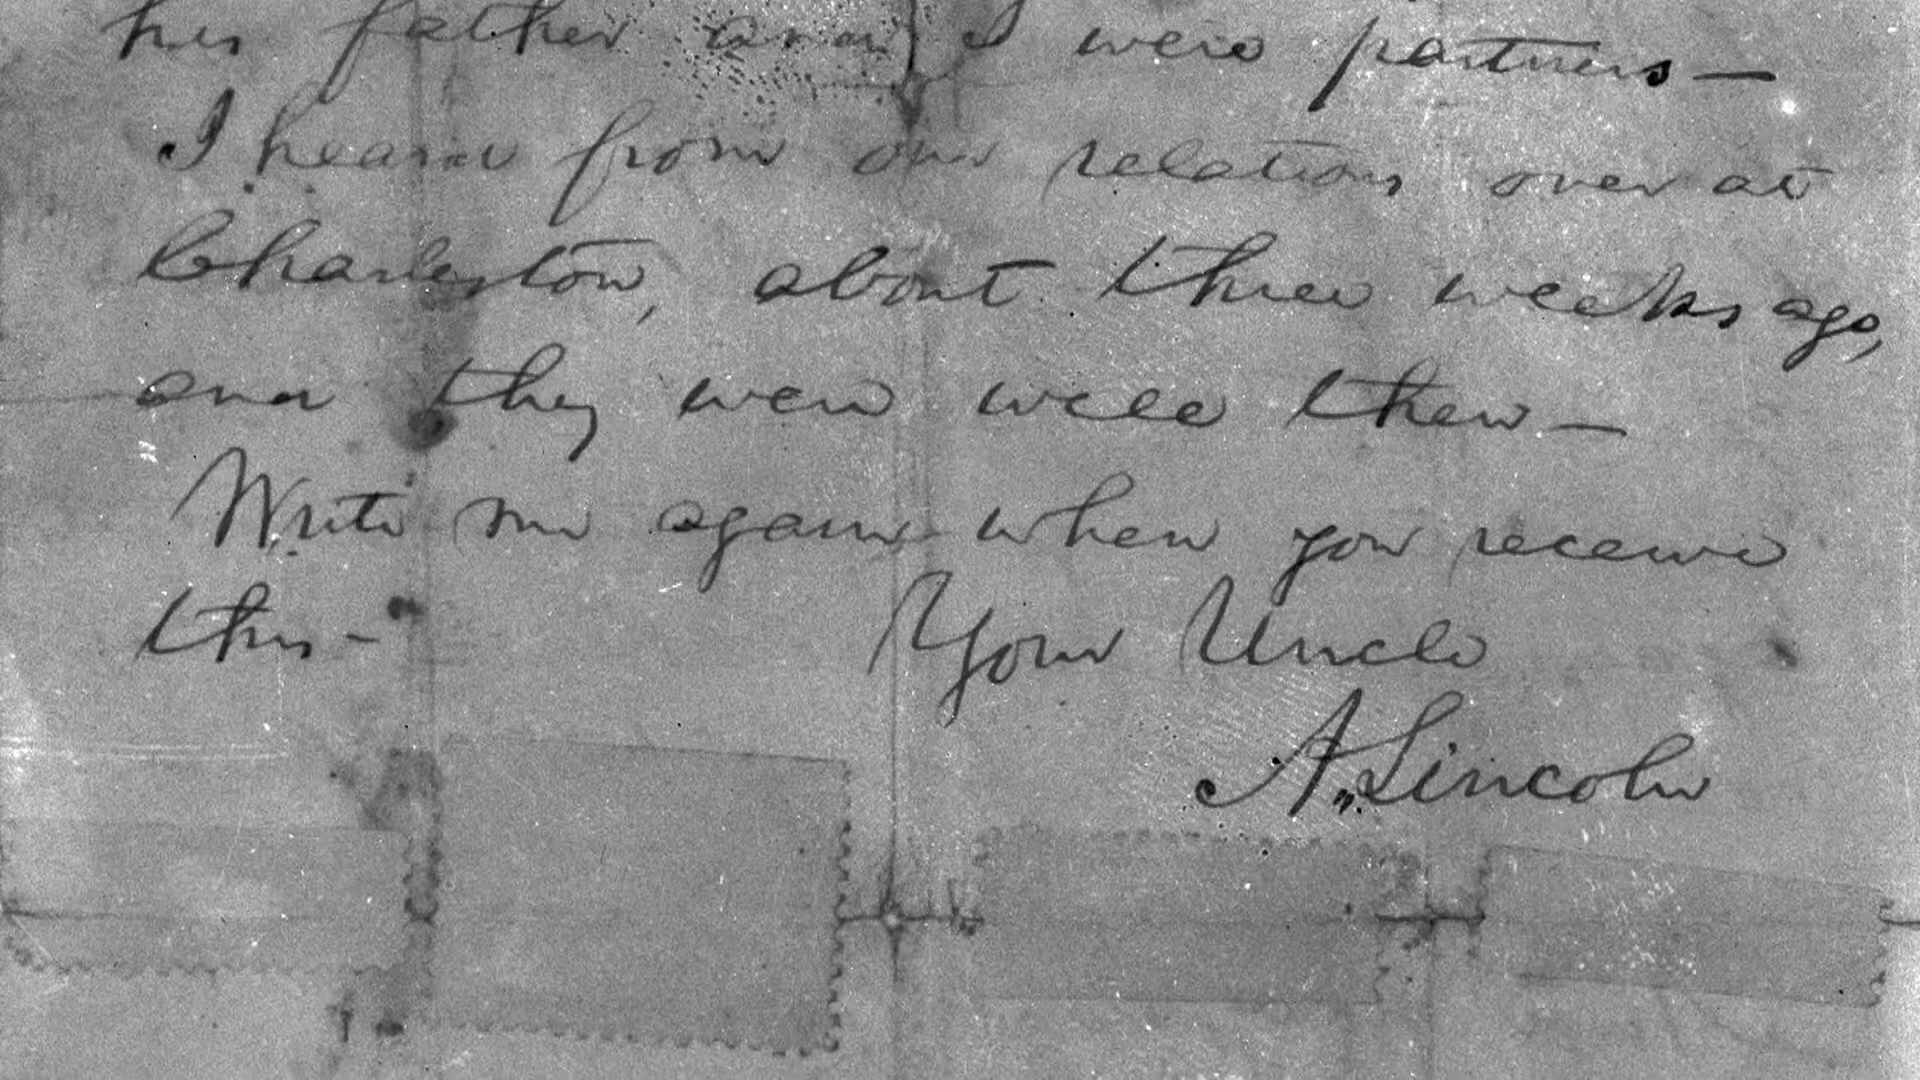 his father and I were partners —
I heard from our relations over at
Charleston, about three weeks ago,
and they were well then —
Write me again when you receive
this —
Your Uncle
A. Lincoln